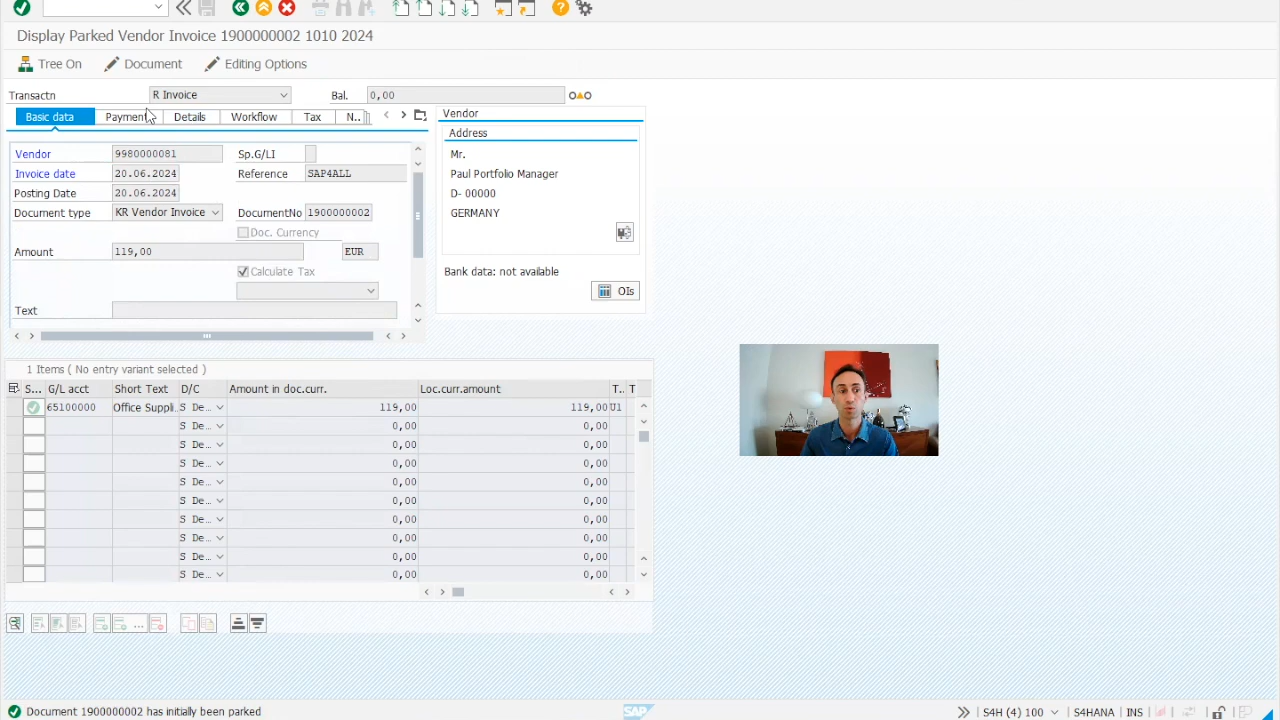 Display Parked Vendor Invoice 1900000002 1010 2024
Tree On Document Editing Options
Transactn R Invoice Bal. 0,00
Basic data Payment Details Workflow Tax N..
Vendor 9980000081 Sp.G/LI
Invoice date 20.06.2024 Reference SAP4ALL
Posting Date 20.06.2024
Document type KR Vendor Invoice DocumentNo 1900000002
Doc. Currency
Amount 119,00 EUR
Calculate Tax
Text
Vendor
Address
Mr.
Paul Portfolio Manager
D- 00000
GERMANY
Bank data: not available
OIs
1 Items ( No entry variant selected )
S... G/L acct Short Text D/C Amount in doc.curr. Loc.curr.amount T.. T
65100000 Office Suppli.. S De... 119,00 119,00 U1
S De... 0,00 0,00
S De... 0,00 0,00
S De... 0,00 0,00
S De... 0,00 0,00
S De... 0,00 0,00
S De... 0,00 0,00
S De... 0,00 0,00
S De... 0,00 0,00
S De... 0,00 0,00
Document 1900000002 has initially been parked SAP S4H (4) 100 S4HANA INS